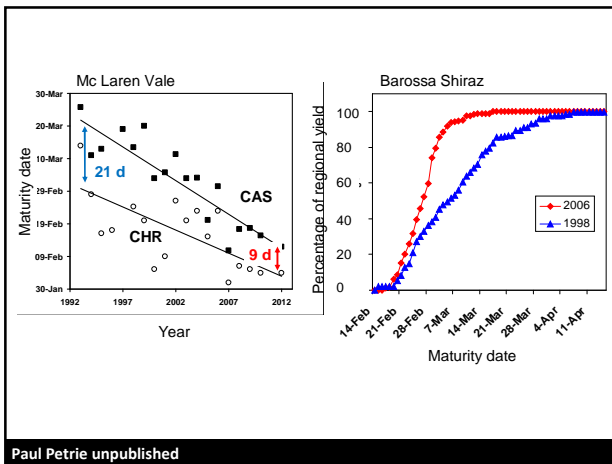 Mc Laren Vale
Maturity date
30-Mar
20-Mar
10-Mar
29-Feb
19-Feb
09-Feb
30-Jan
21 d
CAS
CHR
9 d
1992 1997 2002 2007 2012
Year
Barossa Shiraz
Percentage of regional yield
100
80
60
40
20
0
2006
1998
14-Feb 21-Feb 28-Feb 7-Mar 14-Mar 21-Mar 28-Mar 4-Apr 11-Apr
Maturity date
Paul Petrie unpublished